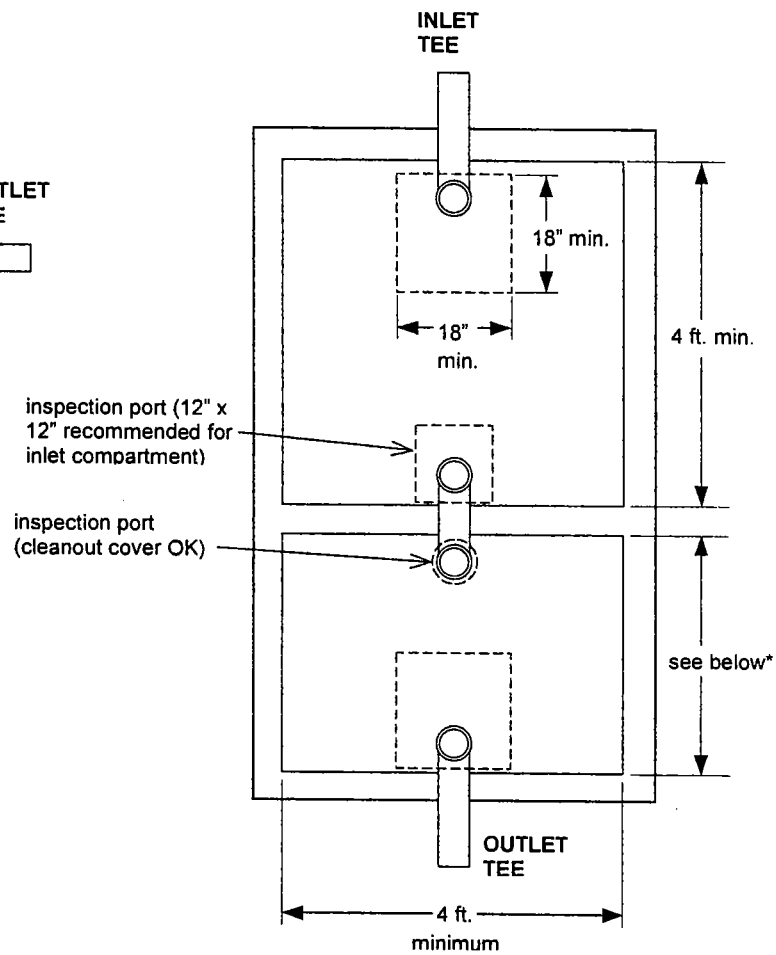 INLET
TEE
TLET
E
18" min.
18"
min.
4 ft. min.
inspection port (12" x
12" recommended for
inlet compartment)
inspection port
(cleanout cover OK)
see below*
OUTLET
TEE
4 ft.
minimum